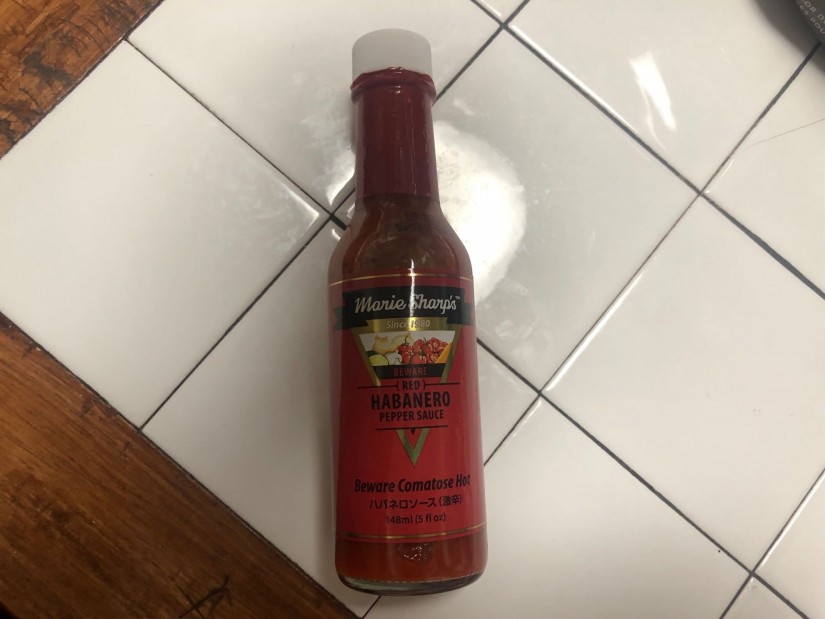 Marie Sharp's™
Since 1980
BEWARE
RED
HABANERO
PEPPER SAUCE
Beware Comatose Hot
ハバネロソース(激辛)
148ml (5 fl oz)